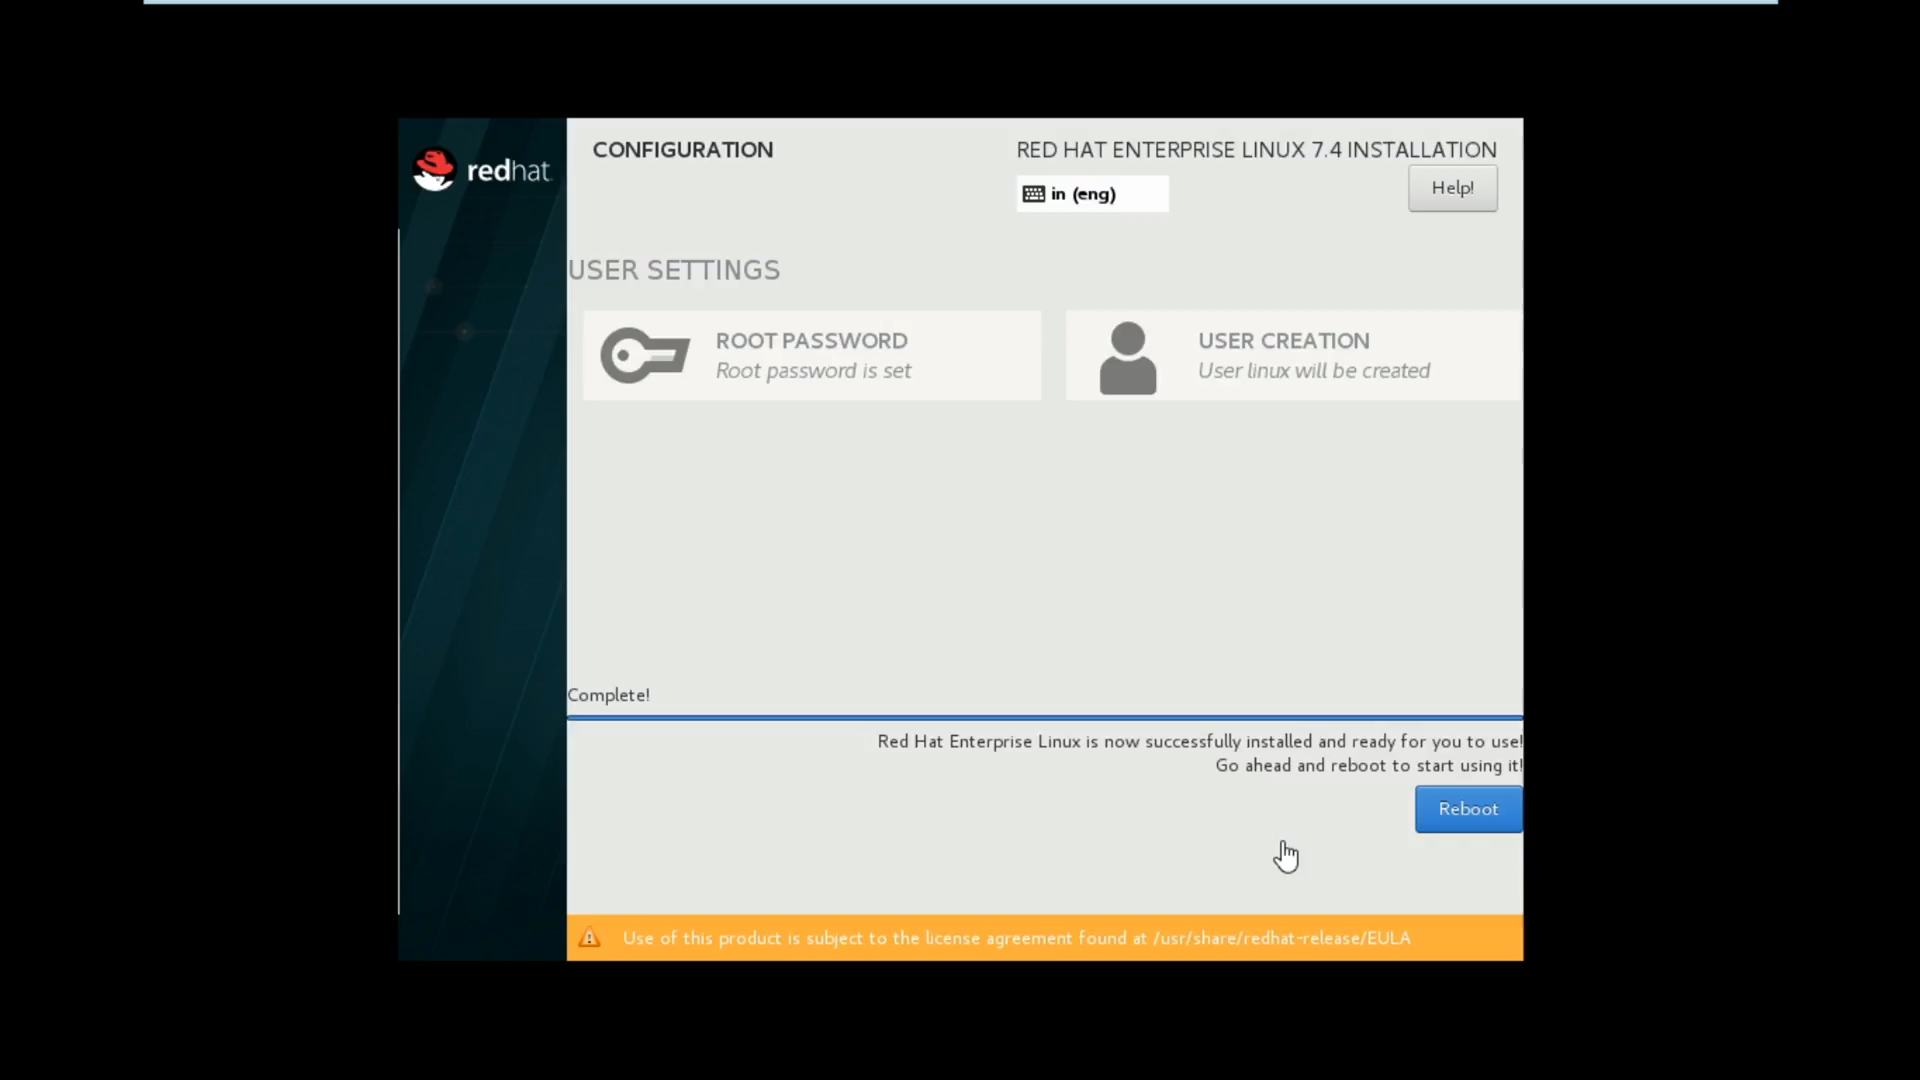 redhat.
CONFIGURATION
RED HAT ENTERPRISE LINUX 7.4 INSTALLATION
in (eng)
Help!
USER SETTINGS
ROOT PASSWORD
Root password is set
USER CREATION
User linux will be created
Complete!
Red Hat Enterprise Linux is now successfully installed and ready for you to use!
Go ahead and reboot to start using it!
Reboot
Use of this product is subject to the license agreement found at /usr/share/redhat-release/EULA